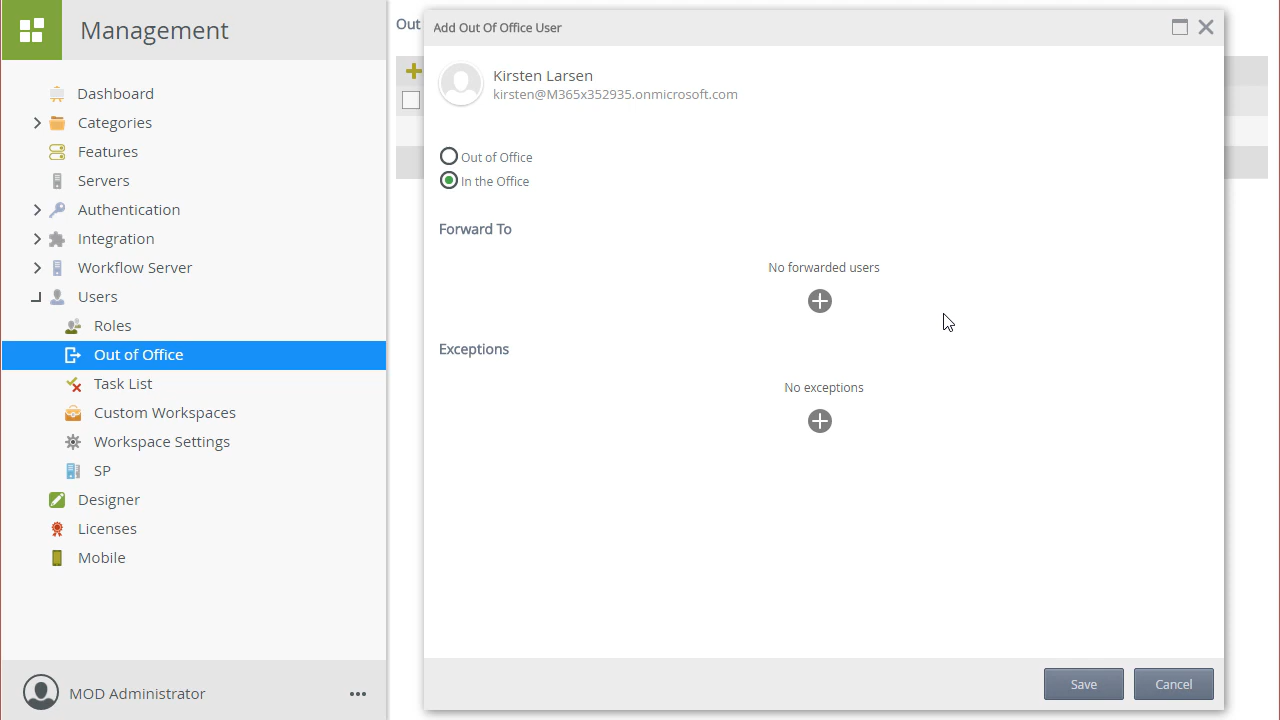 Management
Dashboard
Categories
Features
Servers
Authentication
Integration
Workflow Server
Users
Roles
Out of Office
Task List
Custom Workspaces
Workspace Settings
SP
Designer
Licenses
Mobile
MOD Administrator
Out
Add Out Of Office User
Kirsten Larsen
kirsten@M365x352935.onmicrosoft.com
Out of Office
In the Office
Forward To
No forwarded users
Exceptions
No exceptions
Save
Cancel